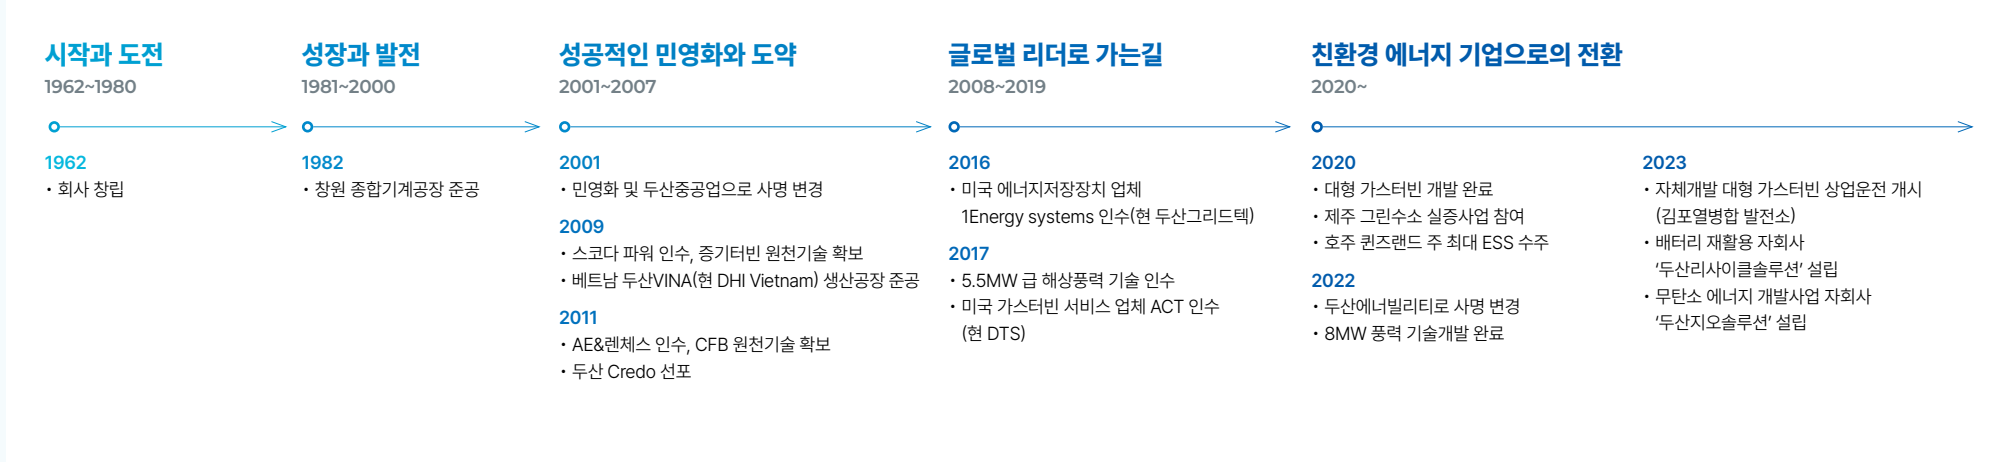 시작과 도전
1962~1980
1962
• 회사 창립
성장과 발전
1981~2000
1982
• 창원 종합기계공장 준공
성공적인 민영화와 도약
2001~2007
2001
• 민영화 및 두산중공업으로 사명 변경
2009
• 스코다 파워 인수, 증기터빈 원천기술 확보
• 베트남 두산VINA(현 DHI Vietnam) 생산공장 준공
2011
• AE&렌체스 인수, CFB 원천기술 확보
• 두산 Credo 선포
글로벌 리더로 가는길
2008~2019
2016
• 미국 에너지저장장치 업체
1Energy systems 인수(현 두산그리드텍)
2017
• 5.5MW 급 해상풍력 기술 인수
• 미국 가스터빈 서비스 업체 ACT 인수
(현 DTS)
친환경 에너지 기업으로의 전환
2020~
2020
• 대형 가스터빈 개발 완료
• 제주 그린수소 실증사업 참여
• 호주 퀸즈랜드 주 최대 ESS 수주
2022
• 두산에너빌리티로 사명 변경
• 8MW 풍력 기술개발 완료
2023
• 자체개발 대형 가스터빈 상업운전 개시
(김포열병합 발전소)
• 배터리 재활용 자회사
‘두산리사이클솔루션’ 설립
• 무탄소 에너지 개발사업 자회사
‘두산지오솔루션’ 설립